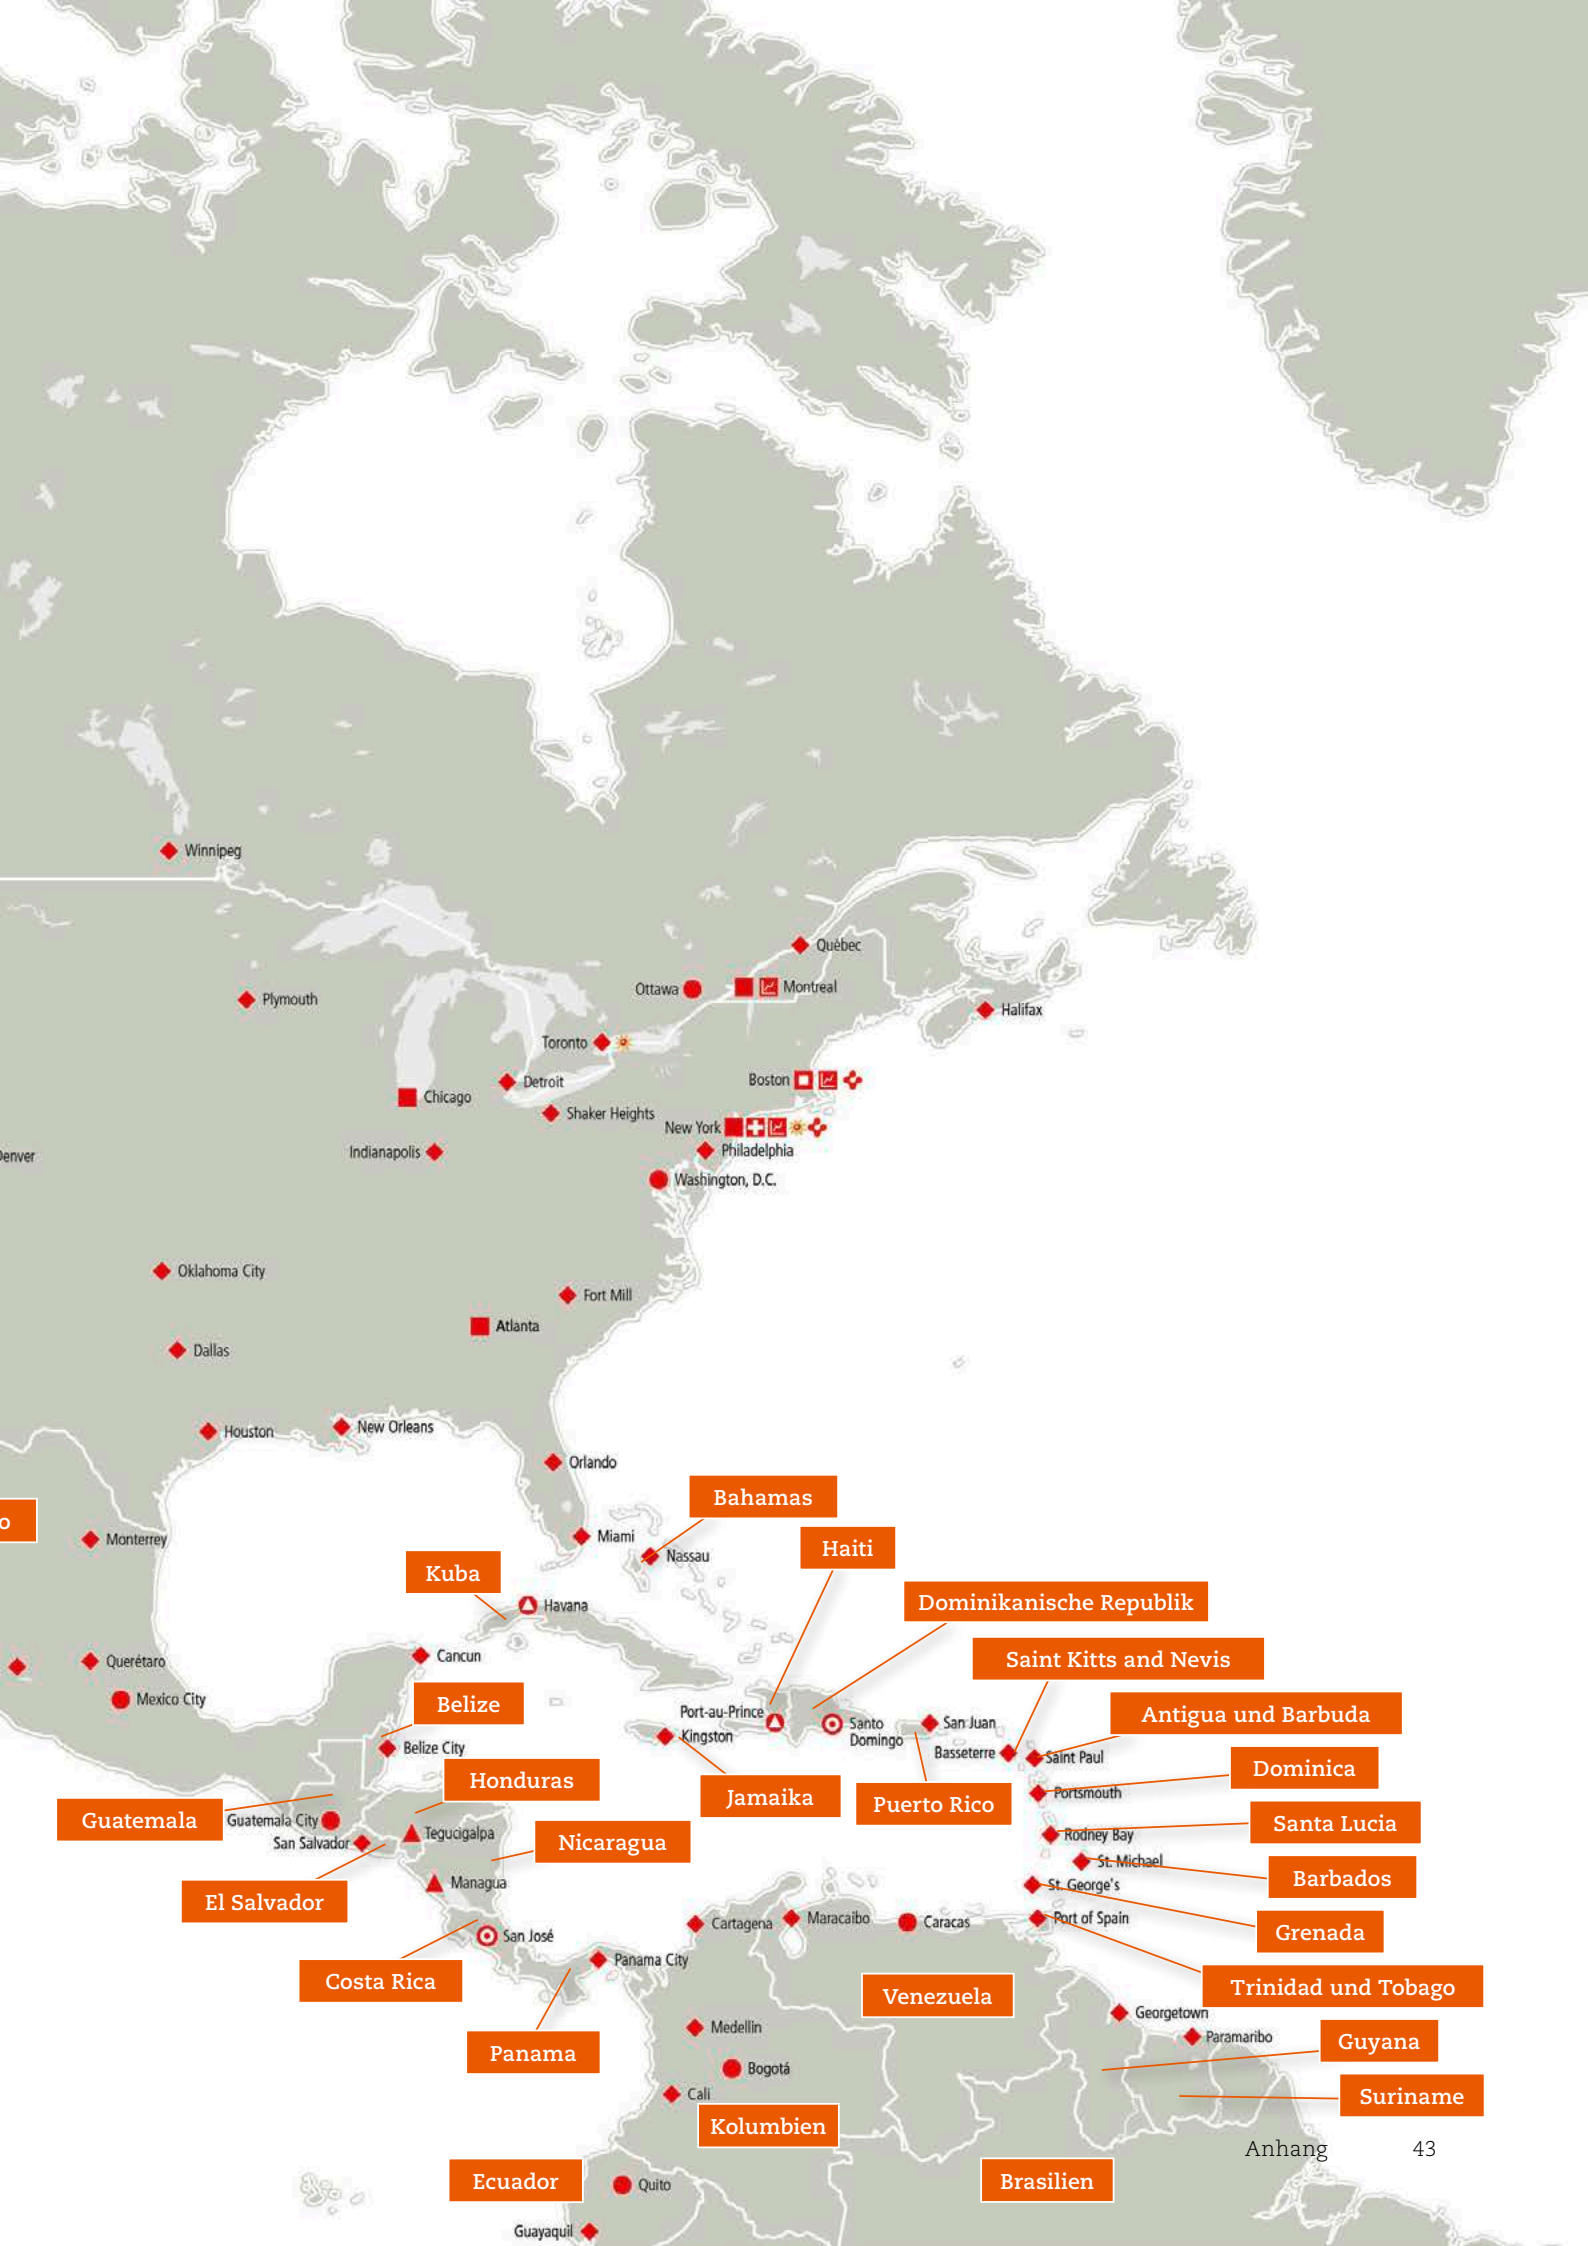 Winnipeg
Québec
Ottawa
Montreal
Plymouth
Halifax
Toronto
Detroit
Boston
Chicago
Shaker Heights
New York
Indianapolis
Philadelphia
enver
Washington, D.C.
Oklahoma City
Fort Mill
Atlanta
Dallas
Houston
New Orleans
Orlando
Bahamas
o
Monterrey
Miami
Haiti
Nassau
Kuba
Havana
Dominikanische Republik
Querétaro
Cancun
Saint Kitts and Nevis
Mexico City
Belize
Port-au-Prince
Kingston
Santo
Domingo
San Juan
Antigua und Barbuda
Belize City
Basseterre
Saint Paul
Honduras
Dominica
Jamaika
Puerto Rico
Portsmouth
Guatemala
Guatemala City
Santa Lucia
San Salvador
Tegucigalpa
Nicaragua
Rodney Bay
St. Michael
Barbados
Managua
El Salvador
St. George's
Cartagena
Maracaibo
Caracas
Port of Spain
Grenada
San José
Panama City
Costa Rica
Venezuela
Trinidad und Tobago
Georgetown
Medellin
Paramaribo
Guyana
Panama
Bogotá
Cali
Suriname
Kolumbien
Anhang 43
Ecuador
Quito
Brasilien
Guayaquil